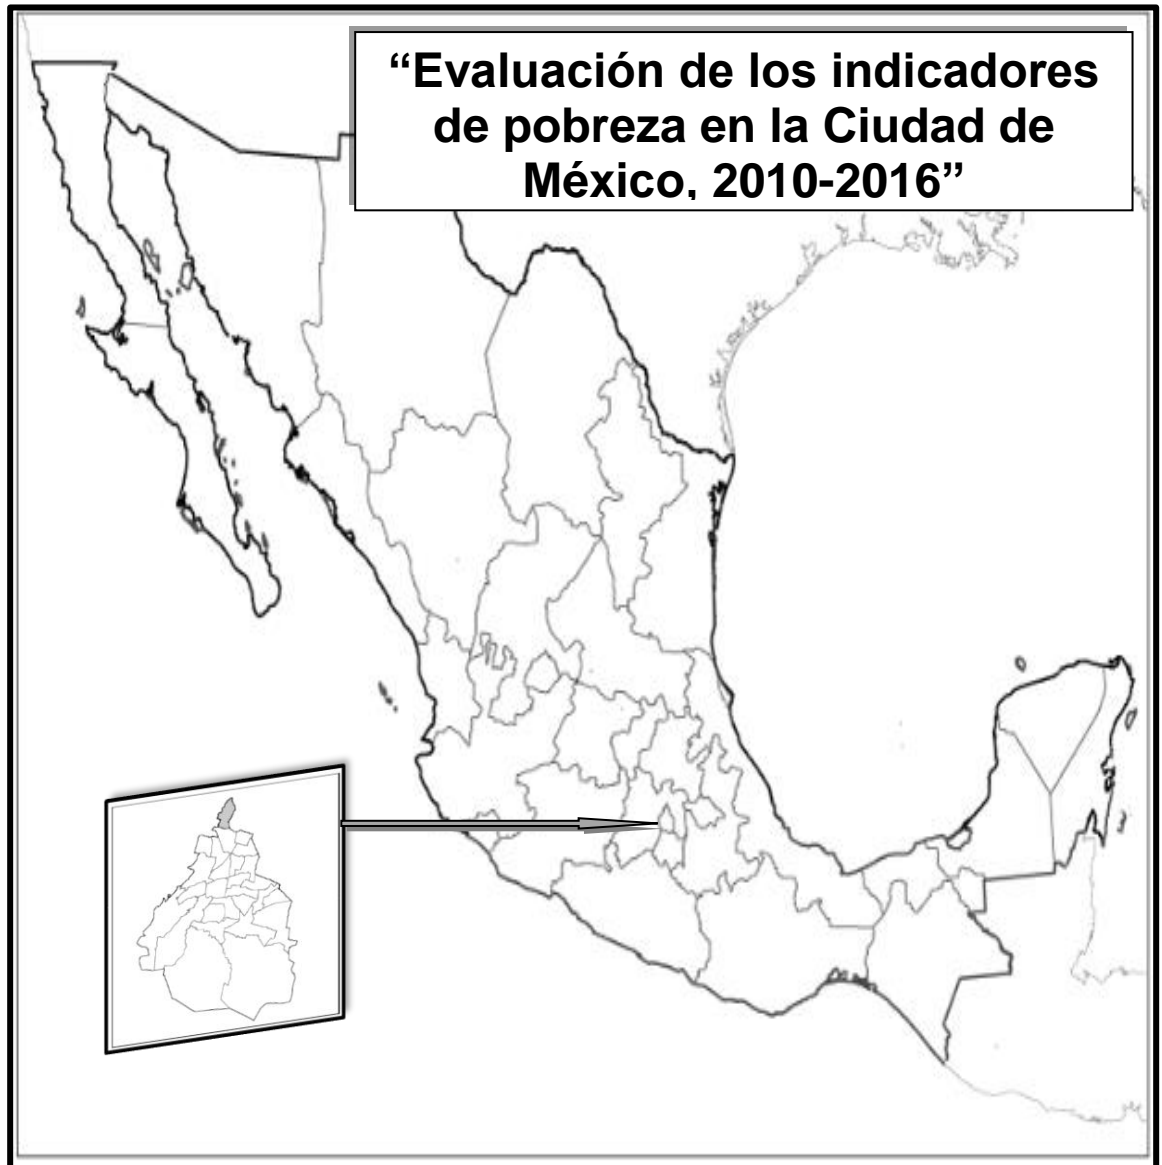 “Evaluación de los indicadores
de pobreza en la Ciudad de
México, 2010-2016”